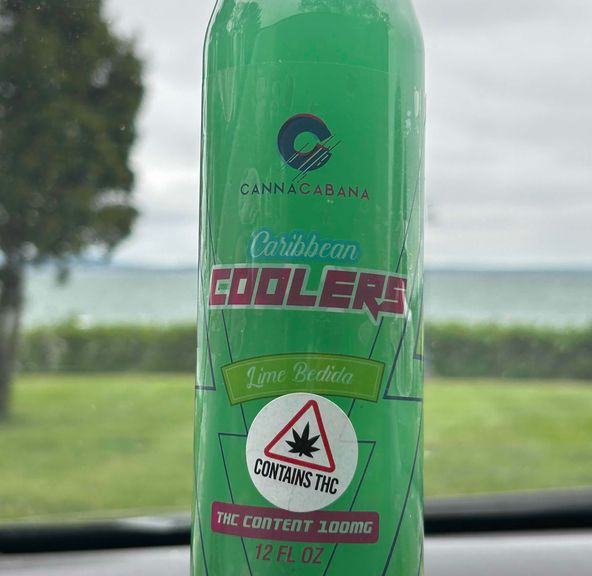 CANNACABANA
Caribbean
COOLERS
Lime Bedida
CONTAINS THC
THC CONTENT 100MG
12 FL OZ